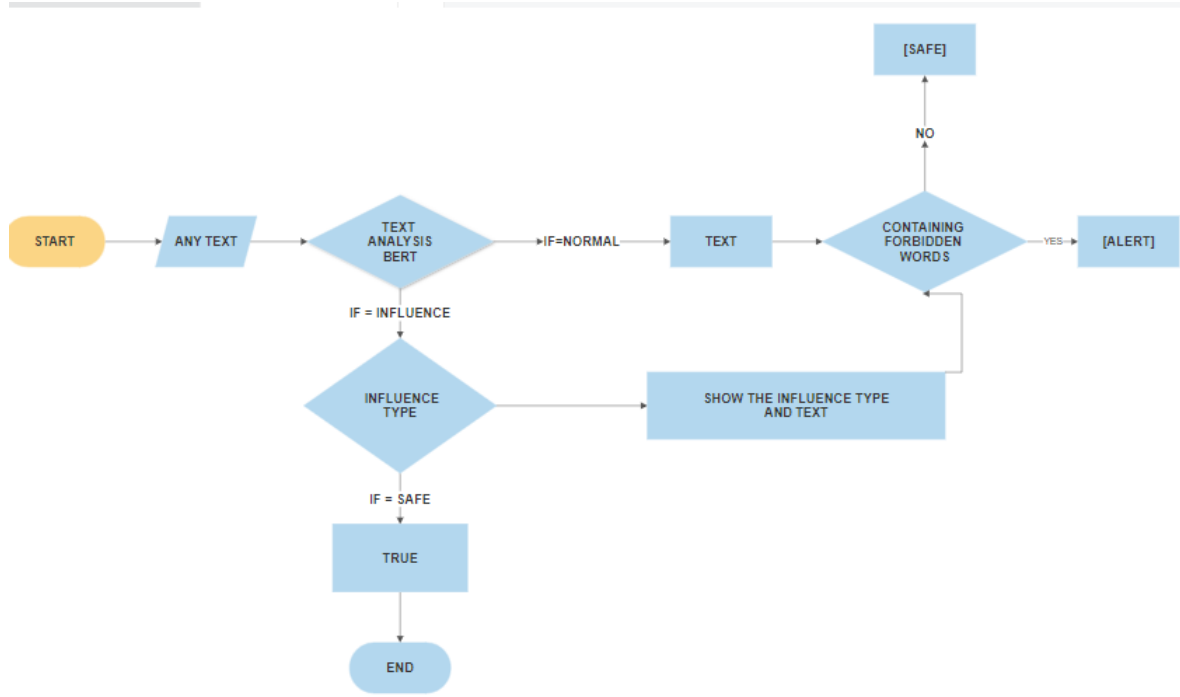 [SAFE]
NO
START
ANY TEXT
TEXT
ANALYSIS
BERT
IF=NORMAL
TEXT
CONTAINING
FORBIDDEN
WORDS
YES
[ALERT]
IF = INFLUENCE
INFLUENCE
TYPE
SHOW THE INFLUENCE TYPE
AND TEXT
IF = SAFE
TRUE
END